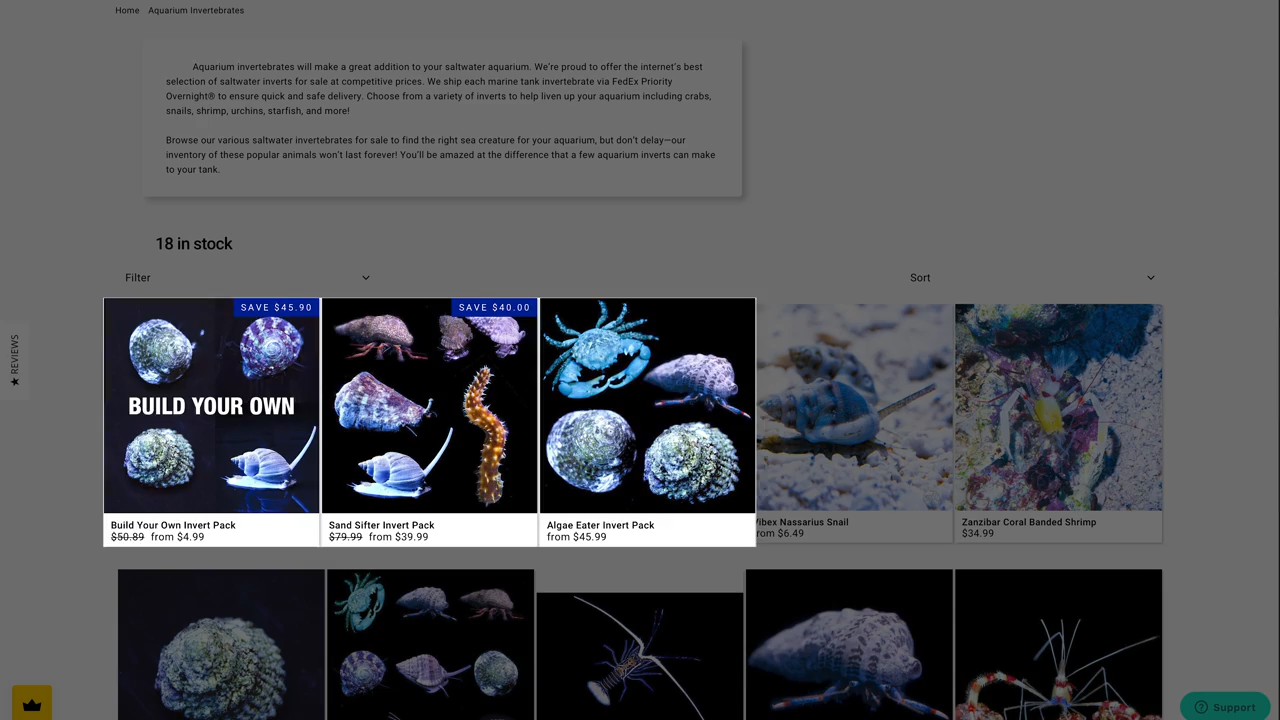 Home Aquarium Invertebrates
Aquarium invertebrates will make a great addition to your saltwater aquarium. We're proud to offer the internet's best
selection of saltwater inverts for sale at competitive prices. We ship each marine tank invertebrate via FedEx Priority
Overnight® to ensure quick and safe delivery. Choose from a variety of inverts to help liven up your aquarium including crabs,
snails, shrimp, urchins, starfish, and more!
Browse our various saltwater invertebrates for sale to find the right sea creature for your aquarium, but don't delay—our
inventory of these popular animals won't last forever! You'll be amazed at the difference that a few aquarium inverts can make
to your tank.
18 in stock
Filter
Sort
★ REVIEWS
SAVE $45.90
BUILD YOUR OWN
Build Your Own Invert Pack
$50.89 from $4.99
SAVE $40.00
Sand Sifter Invert Pack
$79.99 from $39.99
Algae Eater Invert Pack
from $45.99
Vibex Nassarius Snail
from $6.49
Zanzibar Coral Banded Shrimp
$34.99
Support